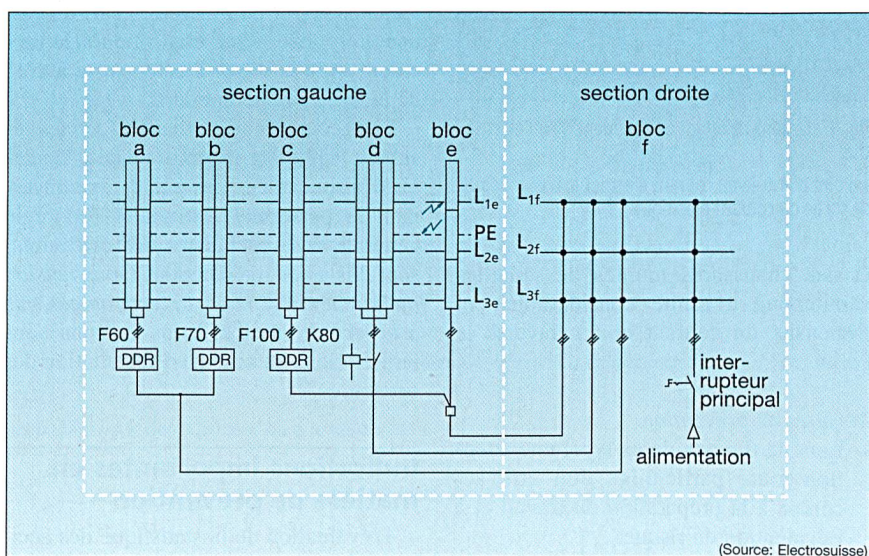 section gauche
section droite
bloc a
bloc b
bloc c
bloc d
bloc e
bloc f
L1e
PE
L2e
L3e
L1f
L2f
L3f
F60
F70
F100
K80
DDR
DDR
DDR
inter-
rupteur
principal
alimentation
(Source: Electrosuisse)